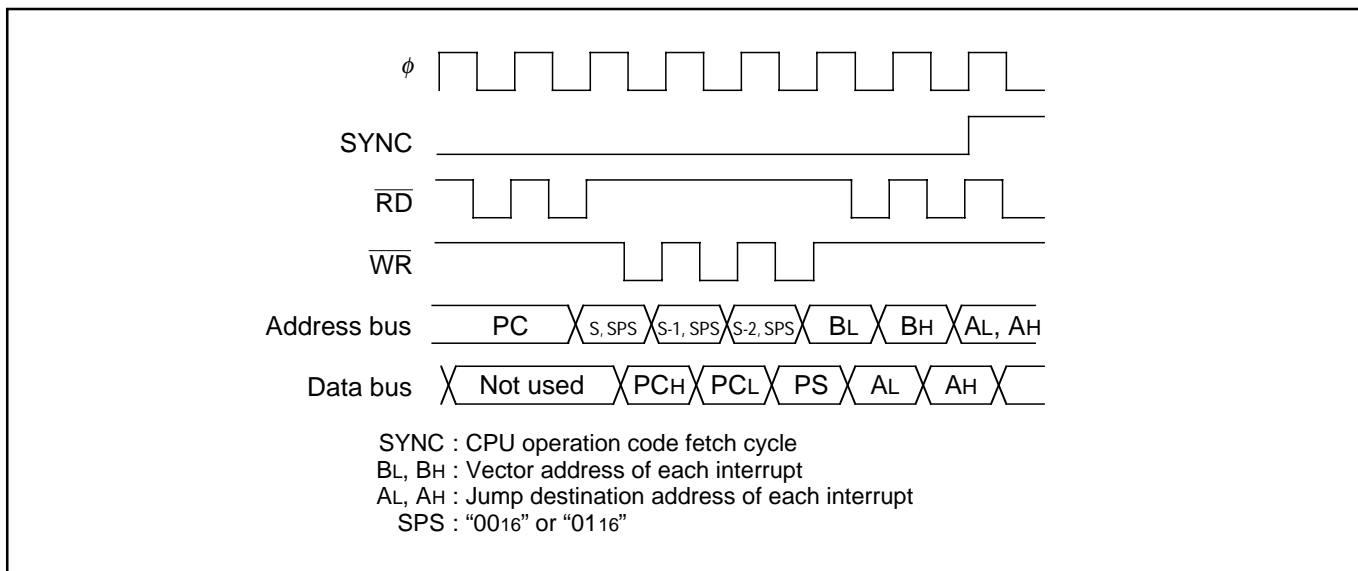 ϕ
SYNC
RD
WR
Address bus PC S, SPS S-1, SPS S-2, SPS BL BH AL, AH
Data bus Not used PCH PCL PS AL AH
SYNC : CPU operation code fetch cycle
BL, BH : Vector address of each interrupt
AL, AH : Jump destination address of each interrupt
SPS : “0016” or “0116”